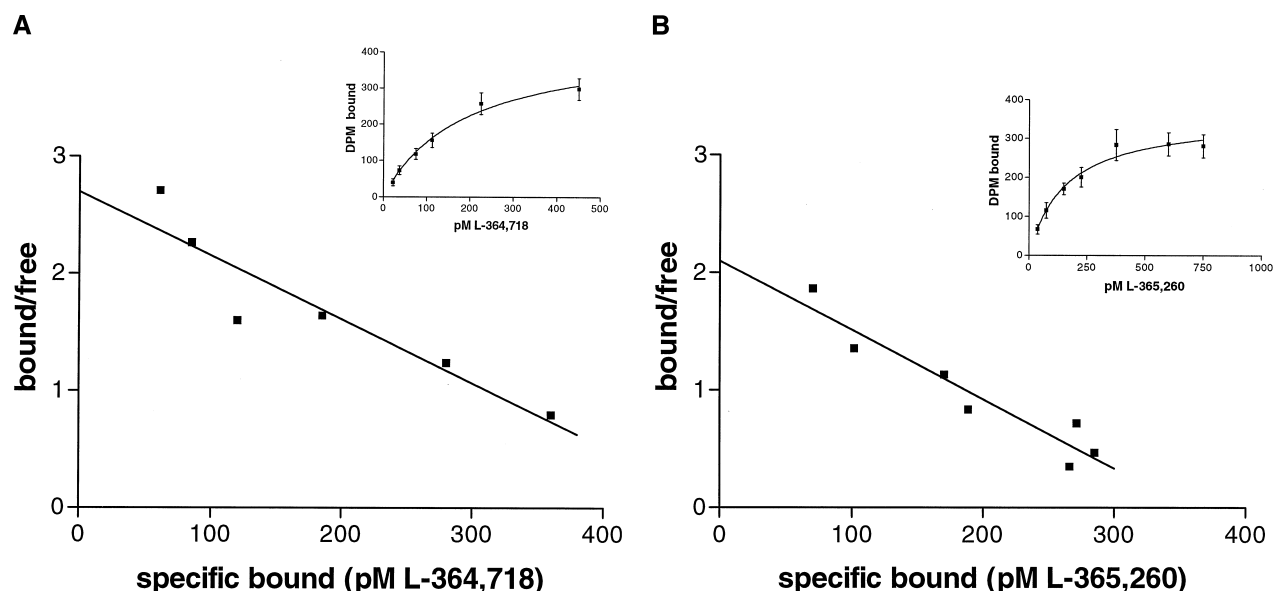 A
B
400
300
200
100
0
DPM bound
0 100 200 300 400 500
pM L-364,718
400
300
200
100
0
DPM bound
0 250 500 750 1000
pM L-365,260
3
2
1
0
bound/free
0 100 200 300 400
specific bound (pM L-364,718)
3
2
1
0
bound/free
0 100 200 300 400
specific bound (pM L-365,260)